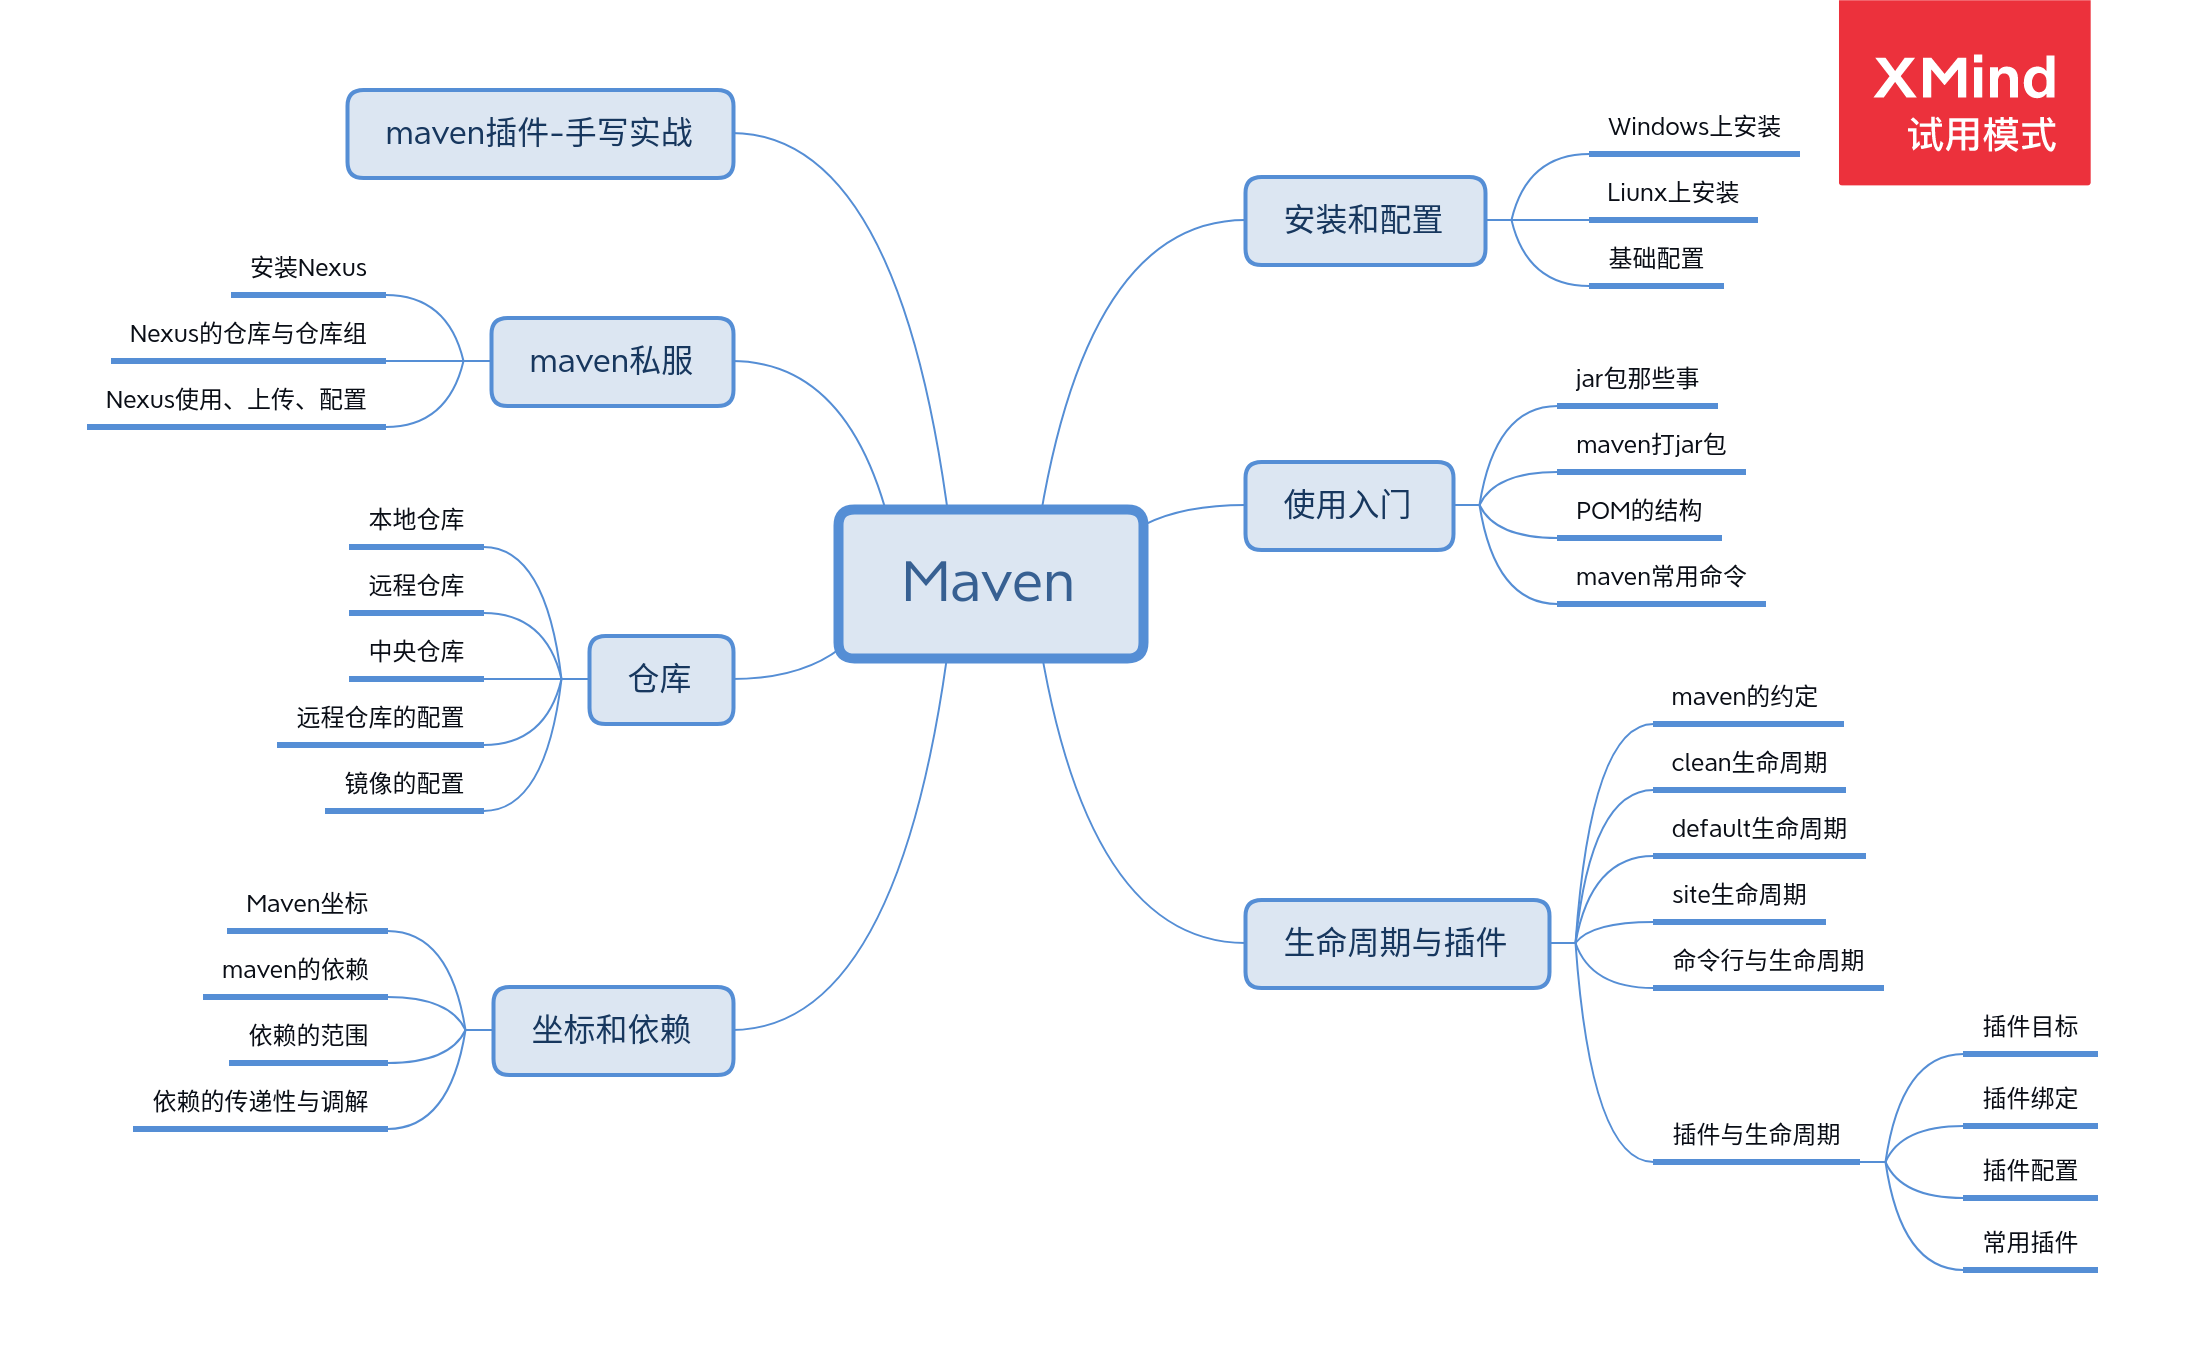 XMind
试用模式
Maven
安装和配置
Windows上安装
Liunx上安装
基础配置
使用入门
jar包那些事
maven打jar包
POM的结构
maven常用命令
生命周期与插件
maven的约定
clean生命周期
default生命周期
site生命周期
命令行与生命周期
插件与生命周期
插件目标
插件绑定
插件配置
常用插件
maven插件-手写实战
maven私服
安装Nexus
Nexus的仓库与仓库组
Nexus使用、上传、配置
仓库
本地仓库
远程仓库
中央仓库
远程仓库的配置
镜像的配置
坐标和依赖
Maven坐标
maven的依赖
依赖的范围
依赖的传递性与调解